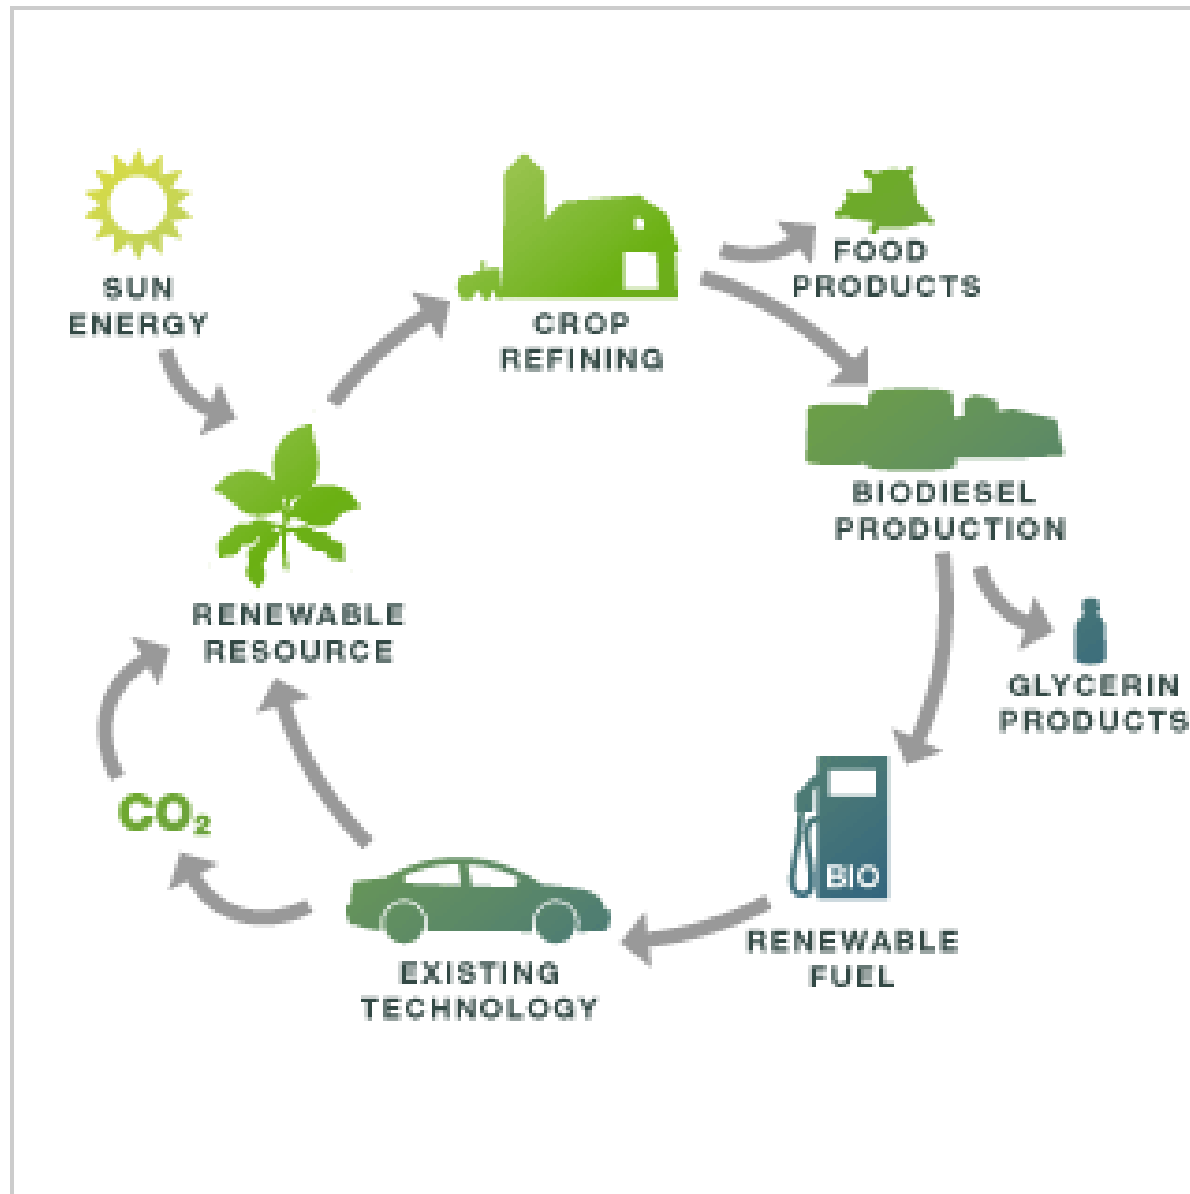 SUN
ENERGY
CROP
REFINING
FOOD
PRODUCTS
BIODIESEL
PRODUCTION
GLYCERIN
PRODUCTS
BIO
RENEWABLE
FUEL
EXISTING
TECHNOLOGY
CO₂
RENEWABLE
RESOURCE